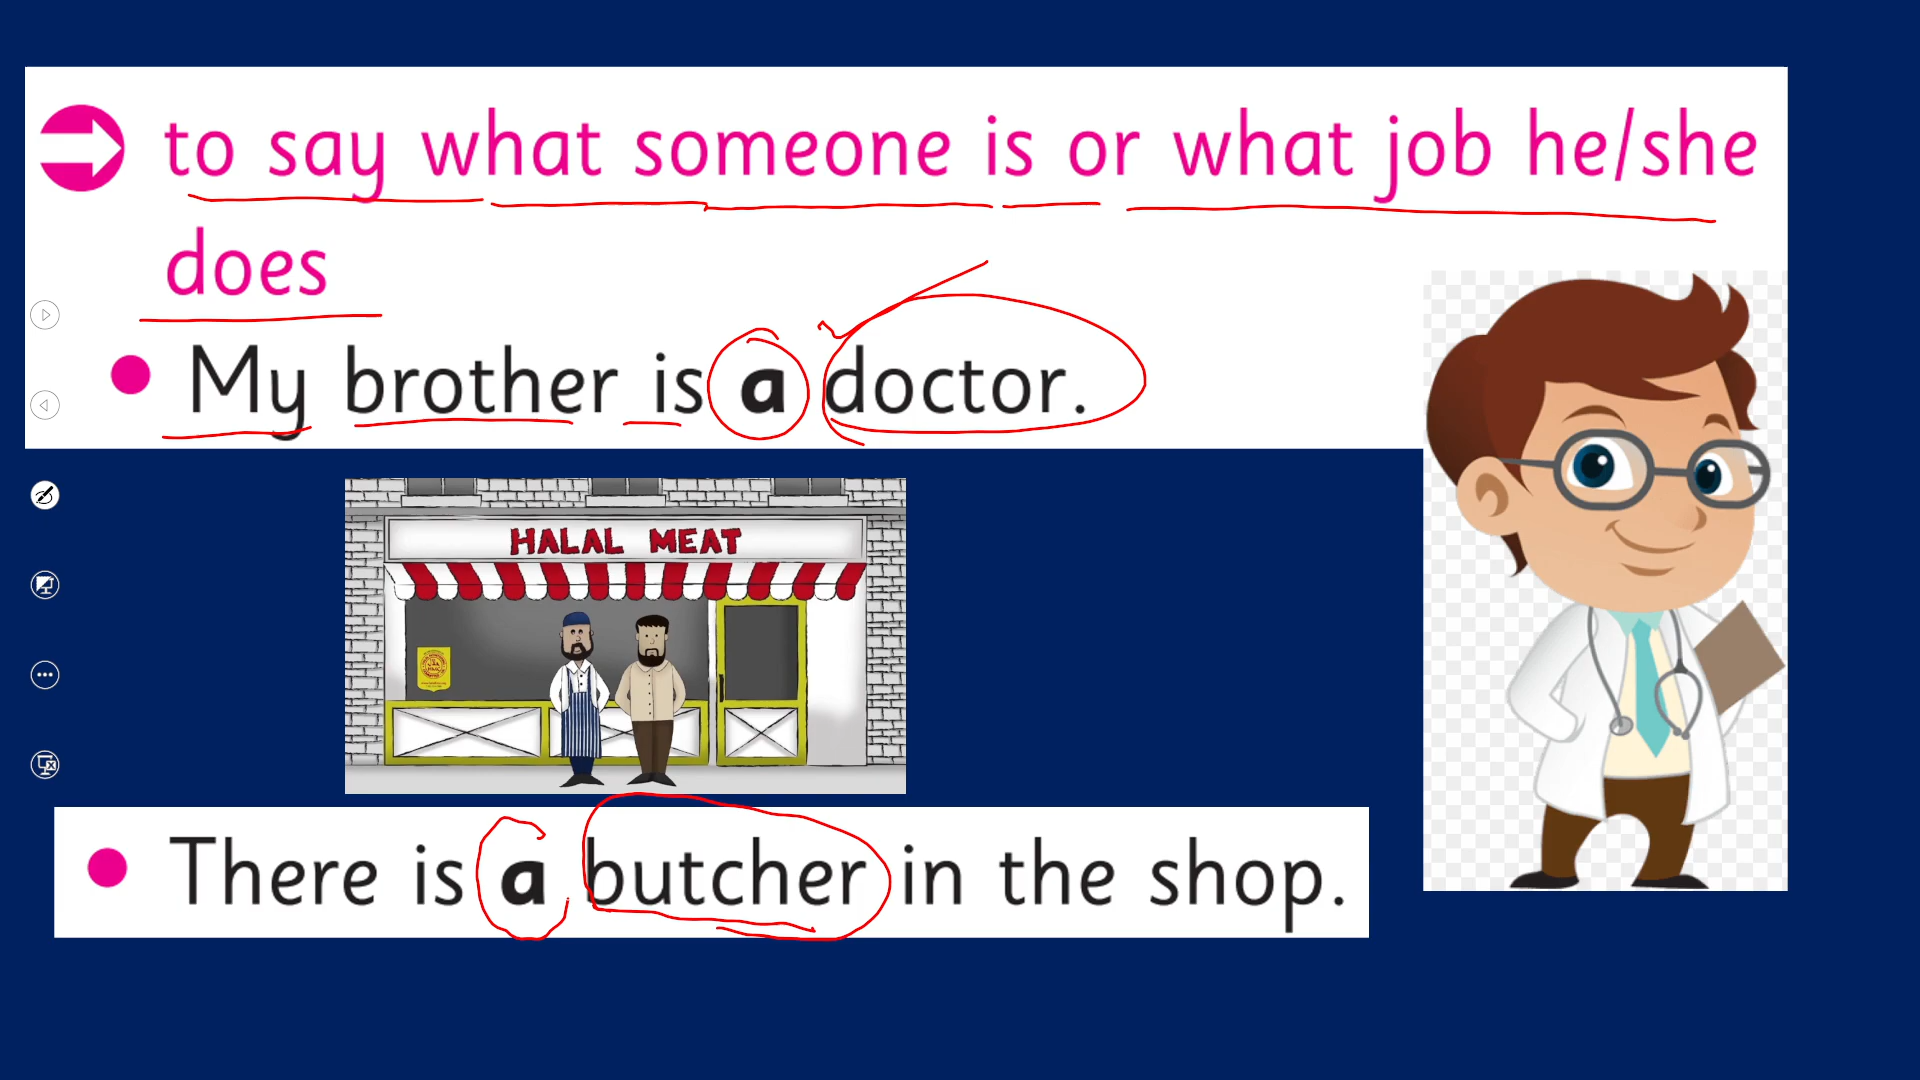 to say what someone is or what job he/she
does
My brother is a doctor.
HALAL MEAT
There is a butcher in the shop.